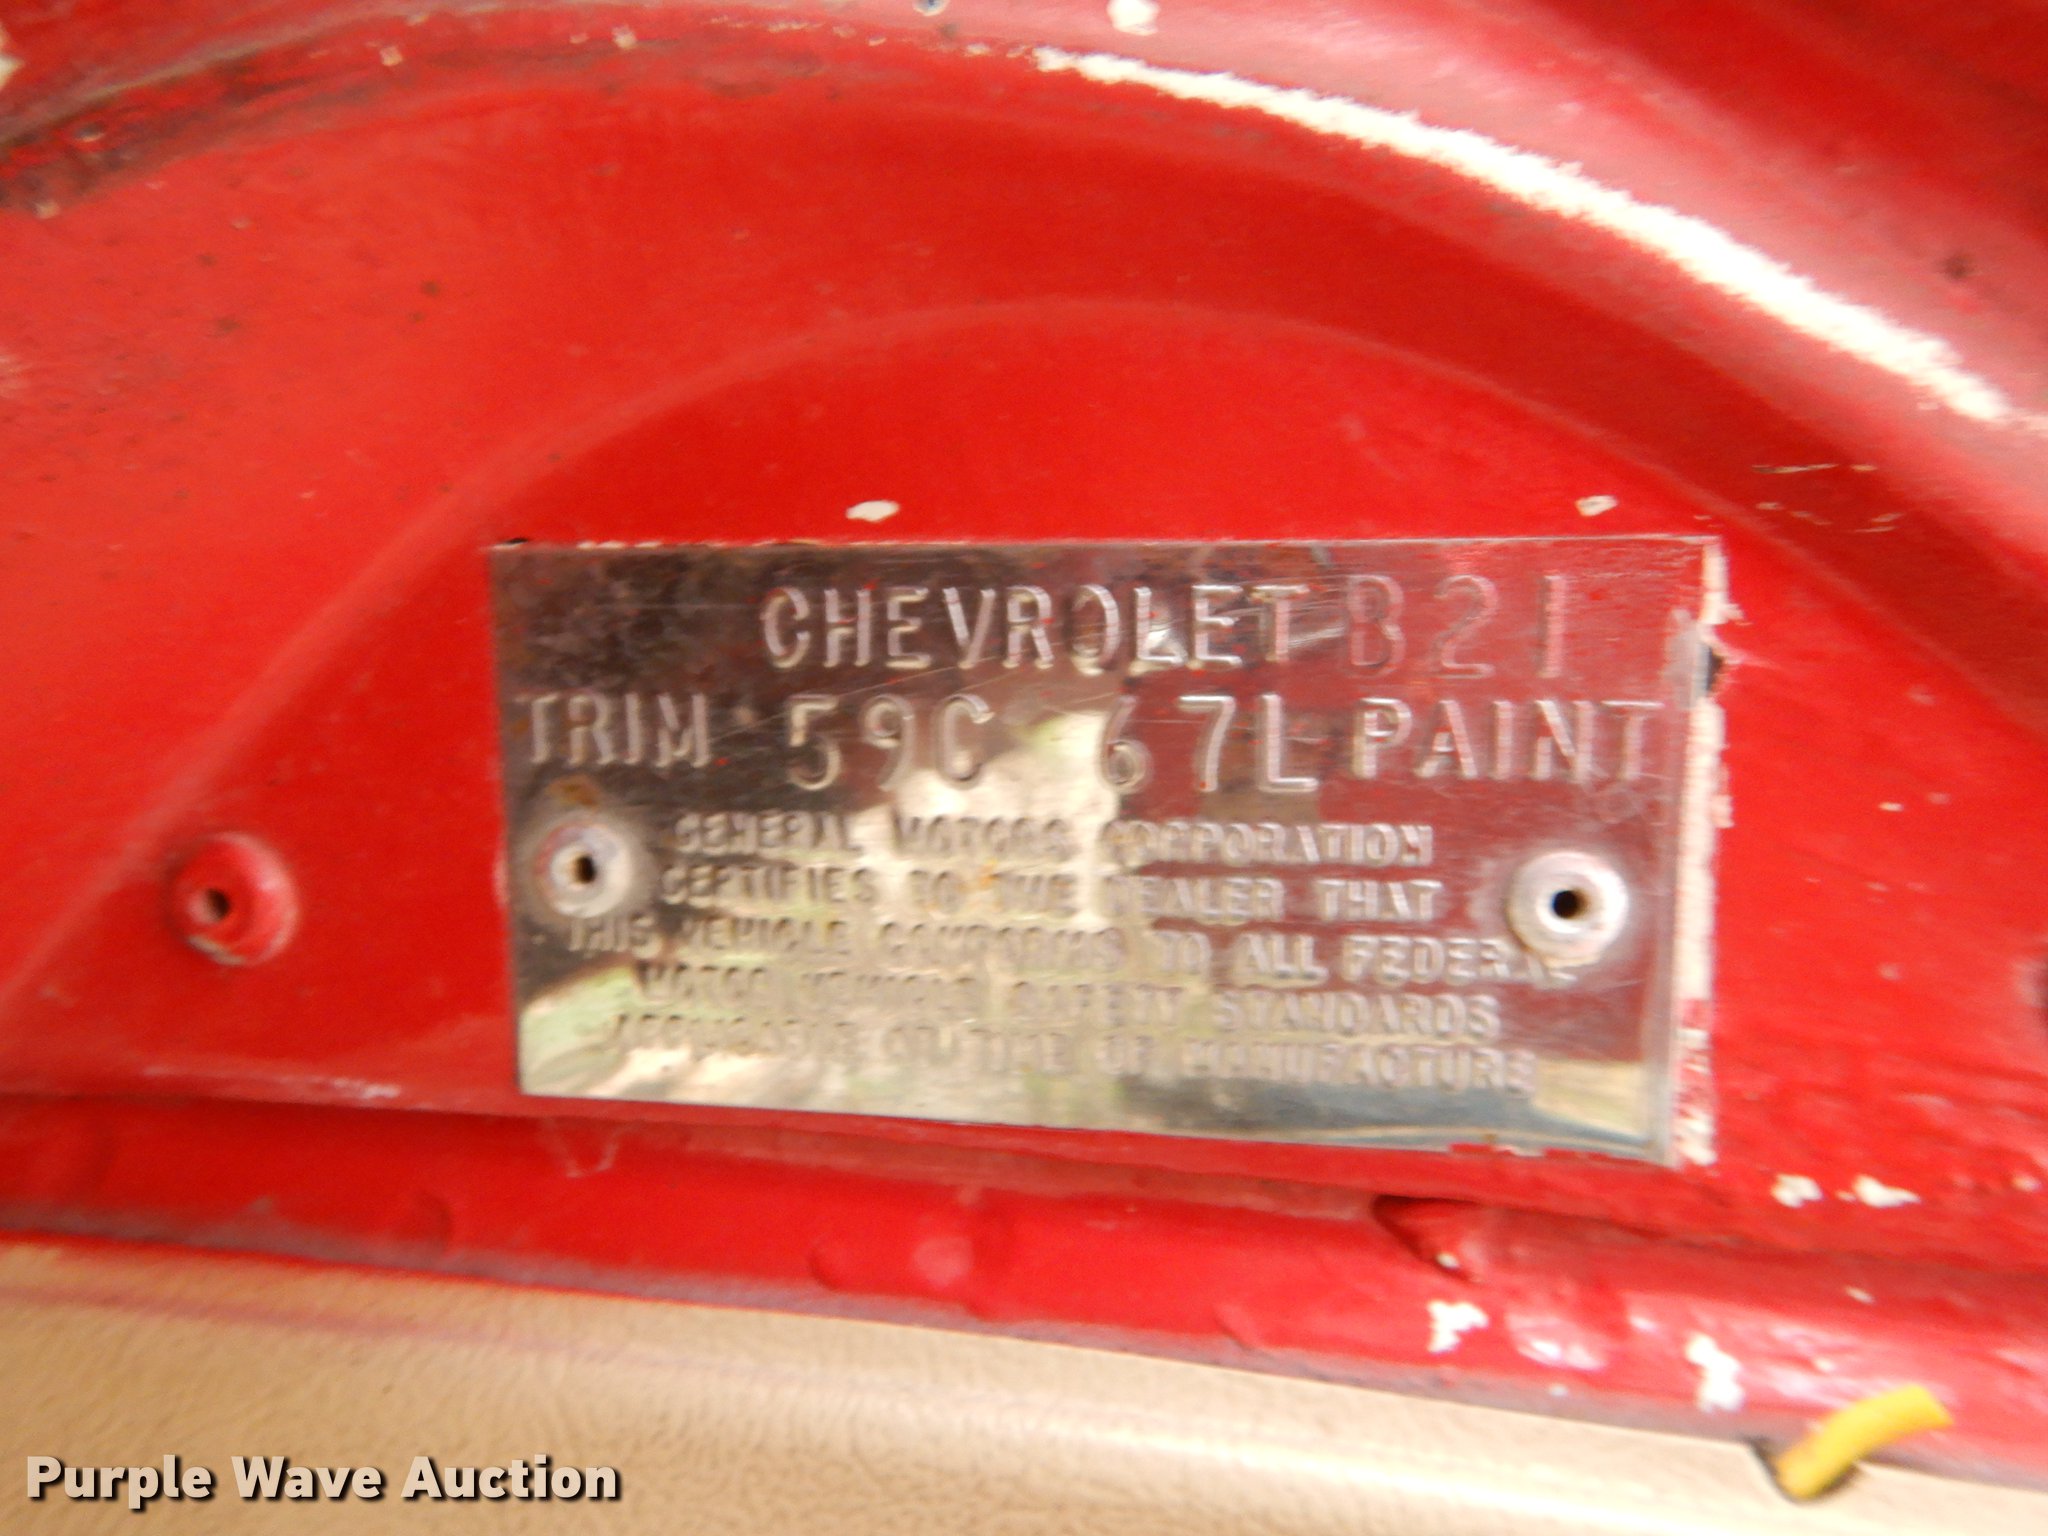 CHEVROLET B21
TRIM 59C 67L PAINT
GENERAL MOTORS CORPORATION
CERTIFIES TO THE DEALER THAT
THIS VEHICLE CONFORMS TO ALL FEDERAL
MOTOR VEHICLE SAFETY STANDARDS
APPLICABLE AT TIME OF MANUFACTURE
Purple Wave Auction